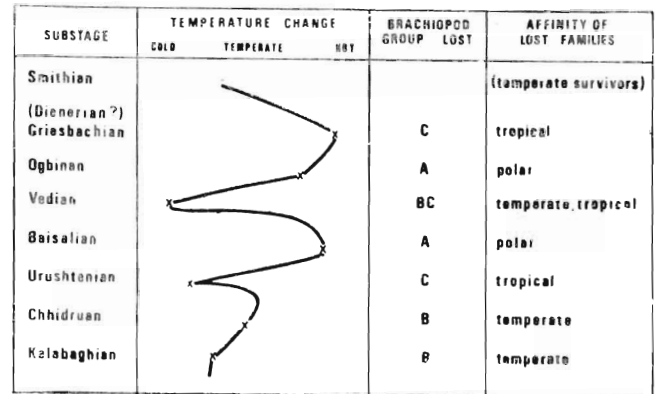 SUBSTAGE
TEMPERATURE CHANGE
COLD TEMPERATE HOT
BRACHIOPOD
GROUP LOST
AFFINITY OF
LOST FAMILIES
Smithian (temperate survivors)
(Dienerian ?)
Griesbachian C tropical
Ogbinan A polar
Vedian BC temperate, tropical
Baisalian A polar
Urushtenian C tropical
Chhidruan B temperate
Kalabaghian B temperate